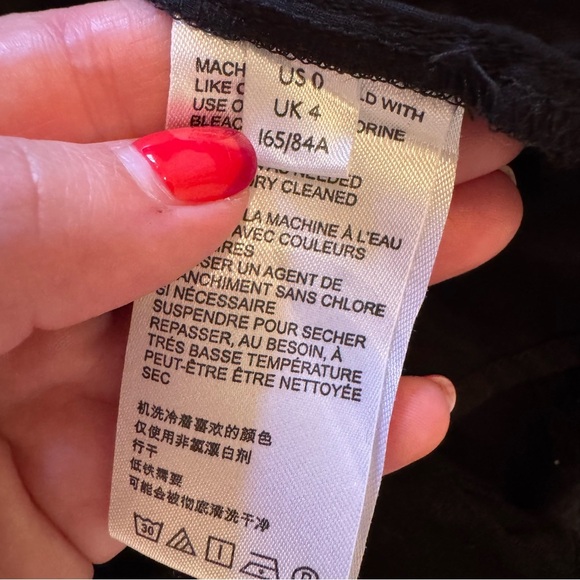 US 0
UK 4
165/84A
MACH
LIKE C
LD WITH
USE O
BLEAC
ORINE
NEEDED
RY CLEANED
LA MACHINE À L'EAU
AVEC COULEURS
AIRES
SER UN AGENT DE
ANCHIMENT SANS CHLORE
SI NÉCESSAIRE
SUSPENDRE POUR SECHER
REPASSER, AU BESOIN, À
TRÉS BASSE TEMPÉRATURE
PEUT-ÊTRE ÊTRE NETTOYÉE
SEC
机洗冷着喜欢的颜色
仅使用非氯漂白剂
行干
低铁需要
可能会被彻底清洗干净
30